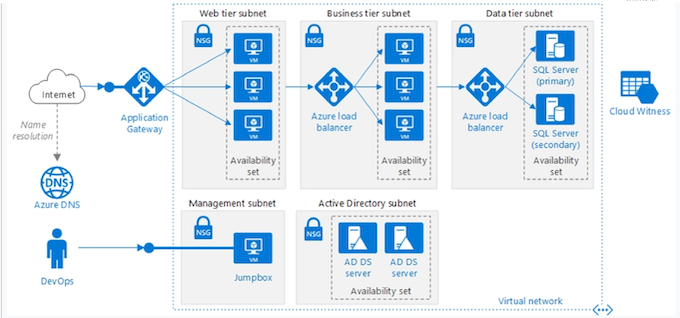 Web tier subnet
Business tier subnet
Data tier subnet
NSG
NSG
NSG
VM
VM
VM
VM
VM
VM
SQL Server
(primary)
SQL Server
(secondary)
Internet
Application
Gateway
Azure load
balancer
Azure load
balancer
Cloud Witness
Name
resolution
Availability
set
Availability
set
Availability
set
DNS
Azure DNS
Management subnet
Active Directory subnet
NSG
NSG
VM
Jumpbox
AD DS
server
AD DS
server
Availability set
DevOps
Virtual network